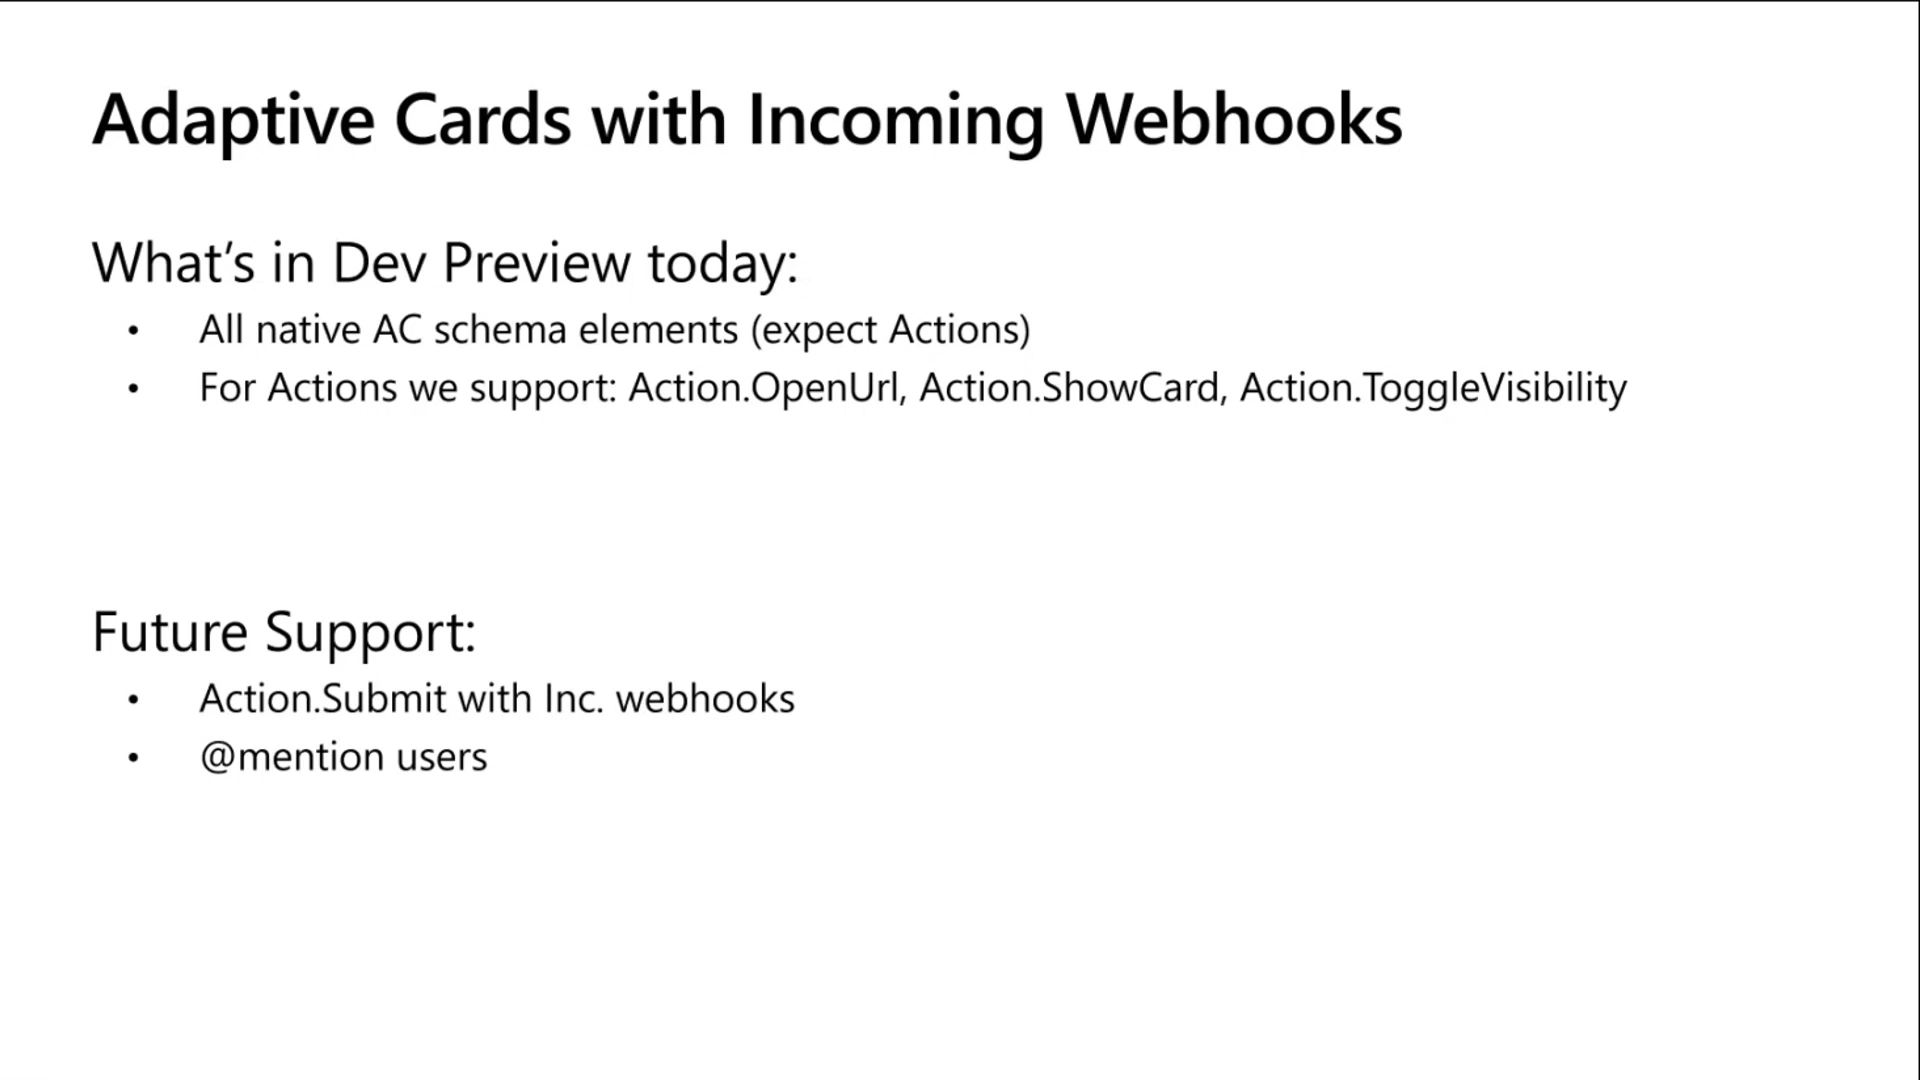 Adaptive Cards with Incoming Webhooks
What's in Dev Preview today:
• All native AC schema elements (expect Actions)
• For Actions we support: Action.OpenUrl, Action.ShowCard, Action.ToggleVisibility
Future Support:
• Action.Submit with Inc. webhooks
• @mention users